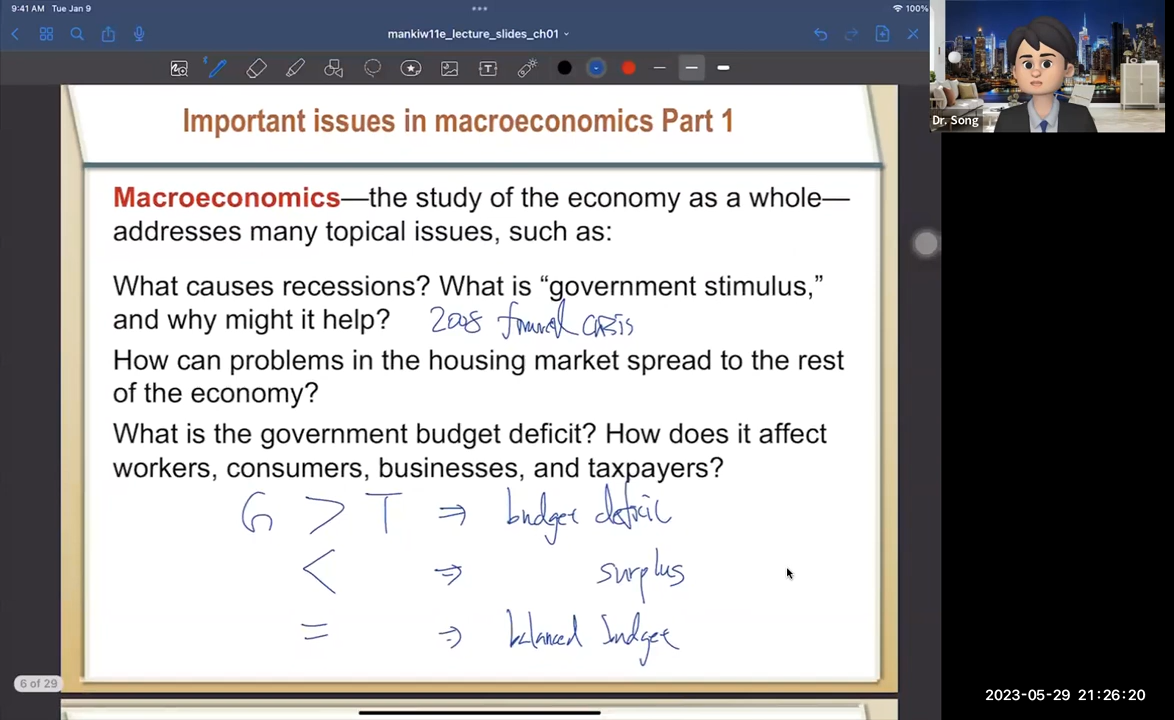 9:41 AM Tue Jan 9
100%
mankiw11e_lecture_slides_ch01
Dr. Song
Important issues in macroeconomics Part 1
Macroeconomics—the study of the economy as a whole—
addresses many topical issues, such as:
What causes recessions? What is “government stimulus,”
and why might it help? 2008 financial crisis
How can problems in the housing market spread to the rest
of the economy?
What is the government budget deficit? How does it affect
workers, consumers, businesses, and taxpayers?
G > T ⇒ budget deficit
< ⇒ surplus
= ⇒ balanced budget
6 of 29
2023-05-29 21:26:20